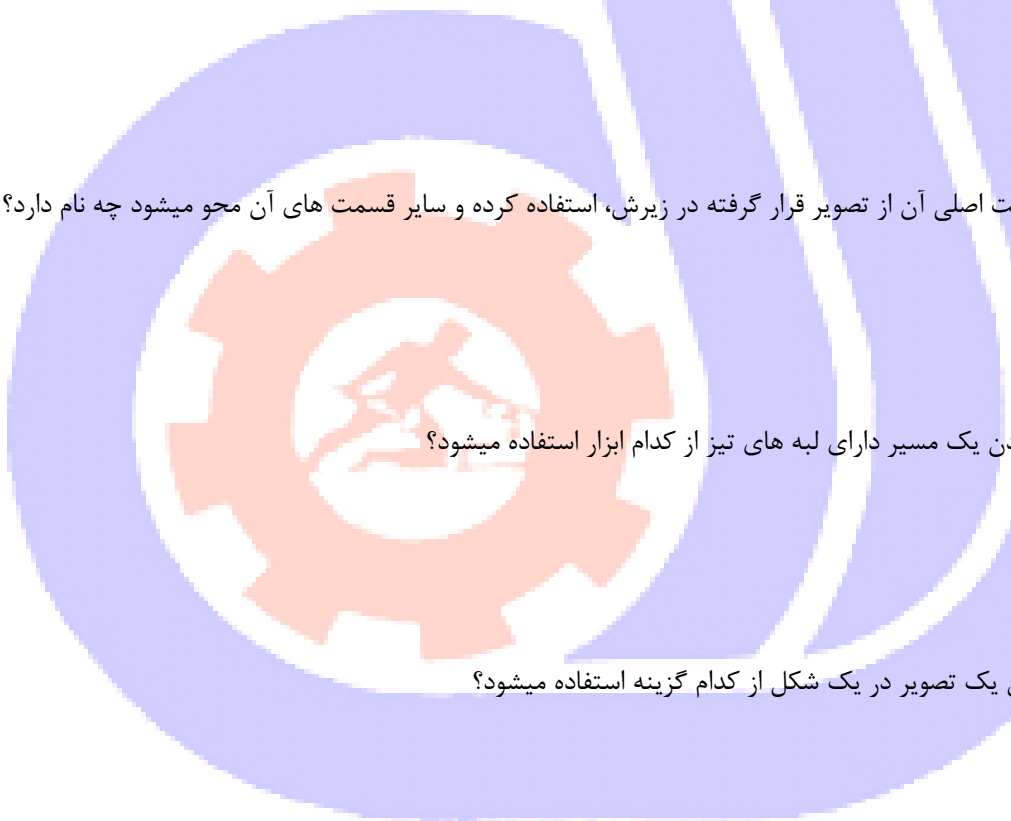 اصلی آن از تصویر قرار گرفته در زیرش، استفاده کرده و سایر قسمت های آن محو میشود چه نام دارد؟
یک مسیر دارای لبه های تیز از کدام ابزار استفاده میشود؟
یک تصویر در یک شکل از کدام گزینه استفاده میشود؟